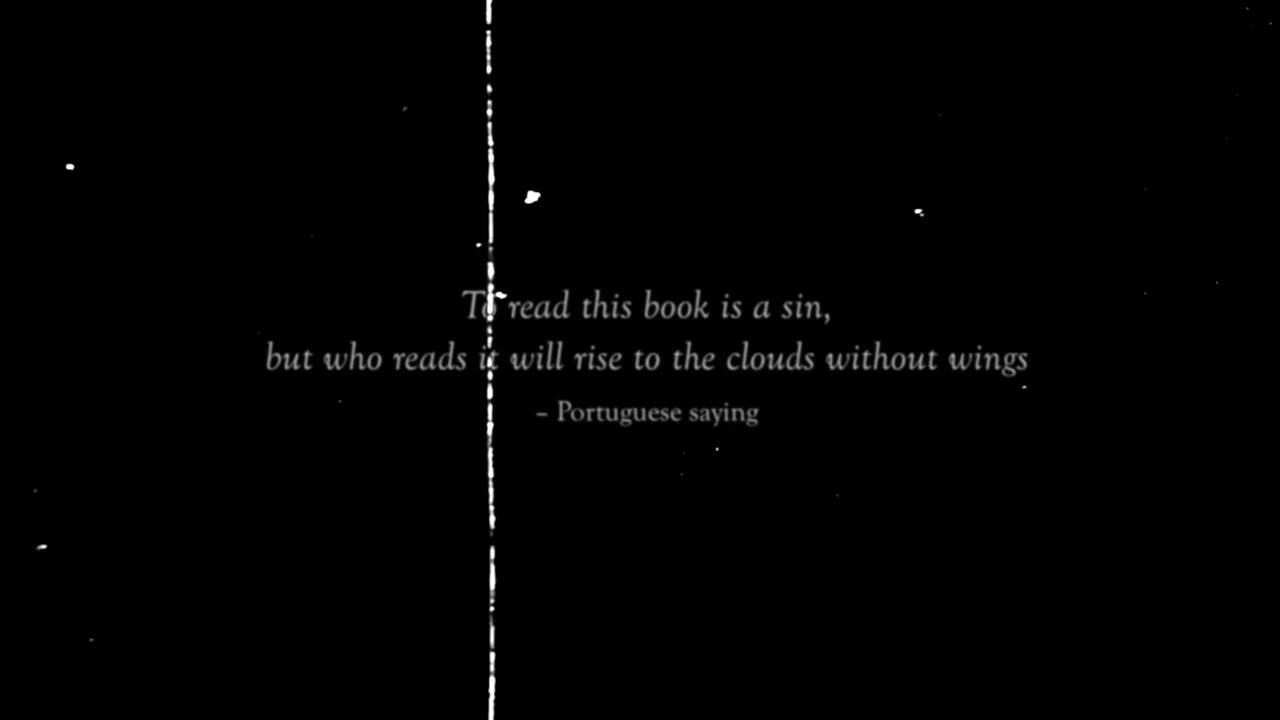 To read this book is a sin,
but who reads it will rise to the clouds without wings
– Portuguese saying